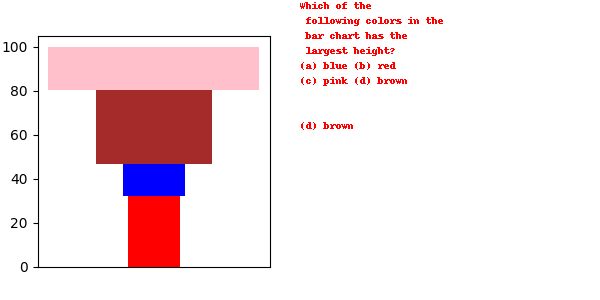 Which of the
following colors in the
bar chart has the
largest height?
(a) blue (b) red
(c) pink (d) brown
(d) brown
100
80
60
40
20
0